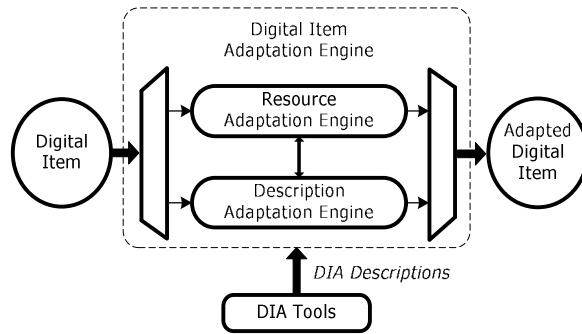 Digital Item
Adaptation Engine
Resource
Adaptation Engine
Digital
Item
Adapted
Digital
Item
Description
Adaptation Engine
DIA Descriptions
DIA Tools